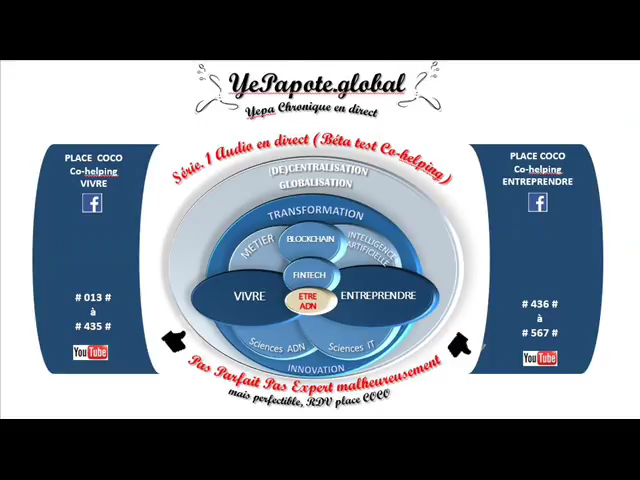 YePapote.global
Yepa Chronique en direct
Série. 1 Audio en direct (Béta test Co-helping)
PLACE COCO
Co-helping
VIVRE
f
# 013 #
à
# 435 #
YouTube
(DE)CENTRALISATION
GLOBALISATION
TRANSFORMATION
METIER
BLOCKCHAIN
INTELLIGENCE
ARTIFICIELLE
FINTECH
VIVRE
ETRE
ADN
ENTREPRENDRE
Sciences ADN
Sciences IT
INNOVATION
Pas Parfait Pas Expert malheureusement
mais perfectible, RDV place COCO
PLACE COCO
Co-helping
ENTREPRENDRE
f
# 436 #
à
# 567 #
YouTube